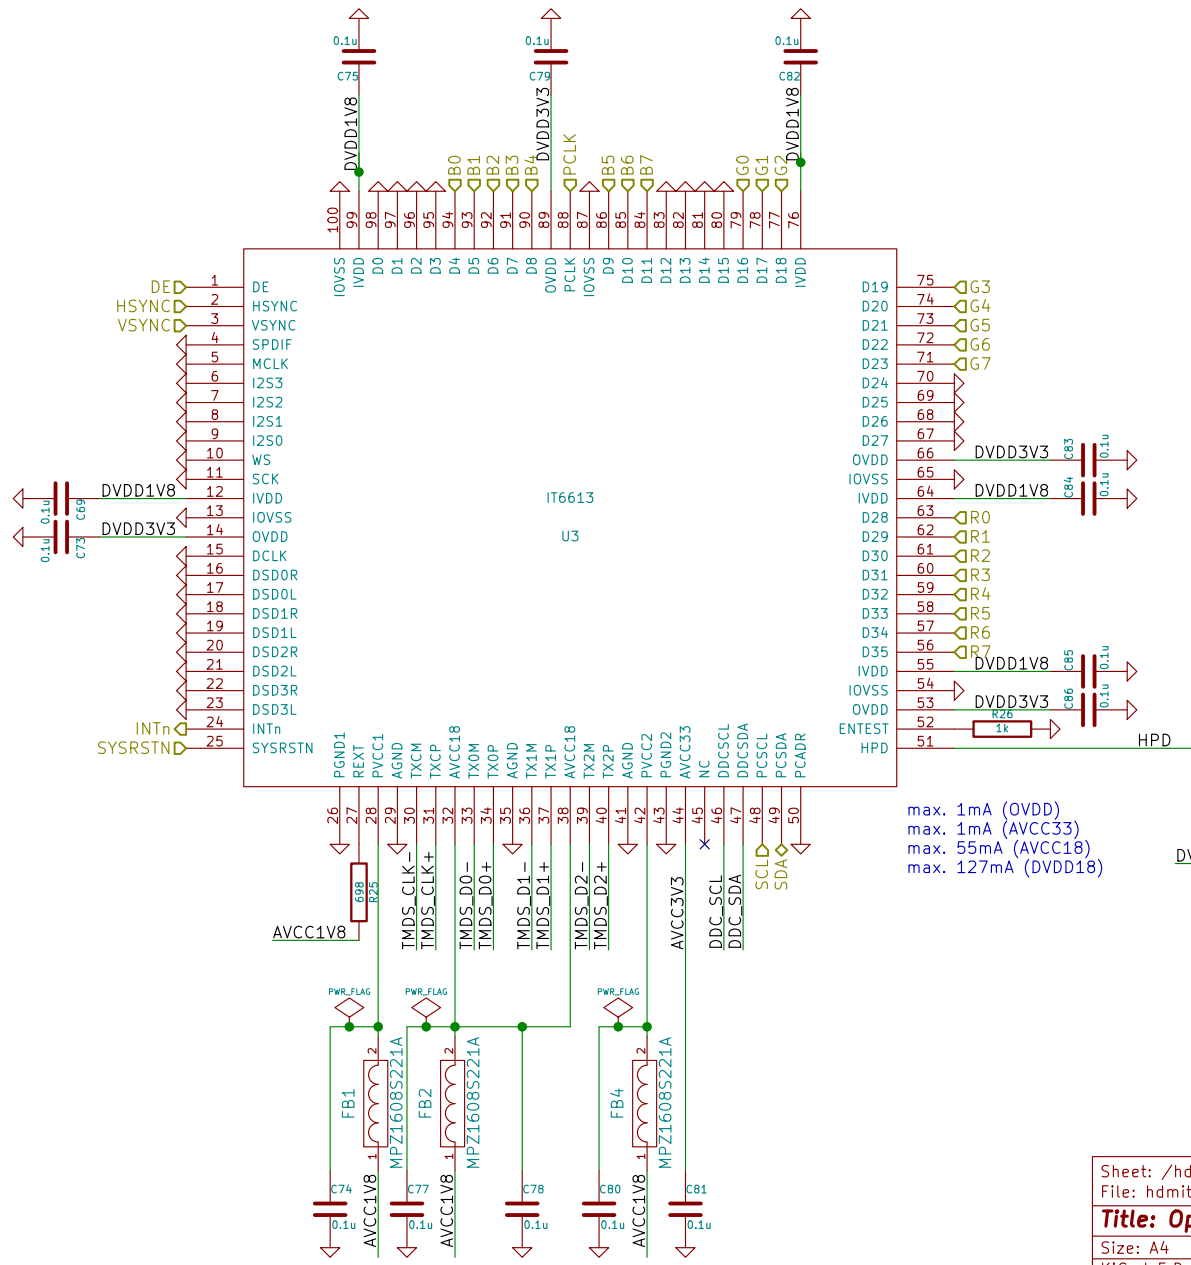 0.1u
C75
DVDD1V8
0.1u
C79
DVDD3V3
0.1u
C82
DVDD1V8
B0
B1
B2
B3
B4
PCLK
B5
B6
B7
G0
G1
G2
100
99
98
97
96
95
94
93
92
91
90
89
88
87
86
85
84
83
82
81
80
79
78
77
76
IOVSS
IVDD
D0
D1
D2
D3
D4
D5
D6
D7
D8
OVDD
PCLK
IOVSS
D9
D10
D11
D12
D13
D14
D15
D16
D17
D18
IVDD
DE 1 DE
HSYNC 2 HSYNC
VSYNC 3 VSYNC
4 SPDIF
5 MCLK
6 I2S3
7 I2S2
8 I2S1
9 I2S0
10 WS
11 SCK
0.1u C69 DVDD1V8 12 IVDD
13 IOVSS
0.1u C73 DVDD3V3 14 OVDD
15 DCLK
16 DSD0R
17 DSD0L
18 DSD1R
19 DSD1L
20 DSD2R
21 DSD2L
22 DSD3R
23 DSD3L
INTn 24 INTn
SYSRSTN 25 SYSRSTN
IT6613
U3
D19 75 G3
D20 74 G4
D21 73 G5
D22 72 G6
D23 71 G7
D24 70
D25 69
D26 68
D27 67
OVDD 66 DVDD3V3 C83 0.1u
IOVSS 65
IVDD 64 DVDD1V8 C84 0.1u
D28 63 R0
D29 62 R1
D30 61 R2
D31 60 R3
D32 59 R4
D33 58 R5
D34 57 R6
D35 56 R7
IVDD 55 DVDD1V8 C85 0.1u
IOVSS 54
OVDD 53 DVDD3V3 C86 0.1u
ENTEST 52 R26 1k
HPD 51 HPD
PGND1
REXT
PVCC1
AGND
TXCM
TXCP
AVCC18
TX0M
TX0P
AGND
TX1M
TX1P
AVCC18
TX2M
TX2P
AGND
PVCC2
PGND2
AVCC33
NC
DDCSCL
DDCSDA
PCSCL
PCSDA
PCADR
26
27
28
29
30
31
32
33
34
35
36
37
38
39
40
41
42
43
44
45
46
47
48
49
50
max. 1mA (OVDD)
max. 1mA (AVCC33)
max. 55mA (AVCC18)
max. 127mA (DVDD18)
698
R25
AVCC1V8
TMDS_CLK-
TMDS_CLK+
TMDS_D0-
TMDS_D0+
TMDS_D1-
TMDS_D1+
TMDS_D2-
TMDS_D2+
AVCC3V3
DDC_SCL
DDC_SDA
SCL
SDA
PWR_FLAG
PWR_FLAG
PWR_FLAG
FB1
2
1
MPZ1608S221A
FB2
2
1
MPZ1608S221A
FB4
2
1
MPZ1608S221A
C74
0.1u
AVCC1V8
C77
0.1u
AVCC1V8
C78
0.1u
C80
0.1u
AVCC1V8
C81
0.1u
Sheet: /hd
File: hdmit
Title: Op
Size: A4